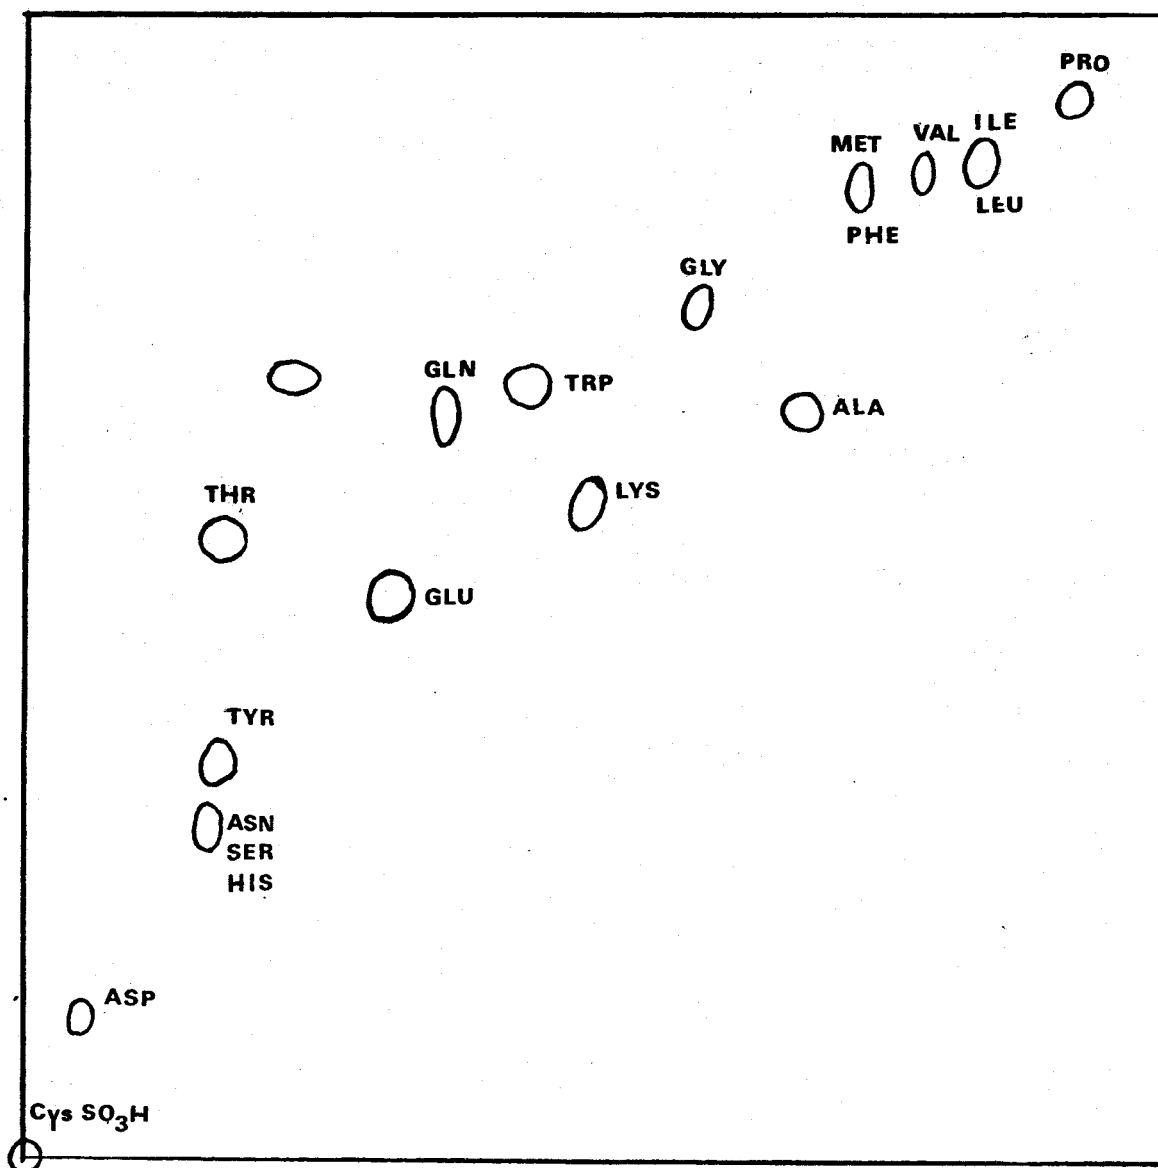 PRO
ILE
VAL
MET
LEU
PHE
GLY
GLN
TRP
ALA
LYS
THR
GLU
TYR
ASN
SER
HIS
ASP
Cys SO₃H